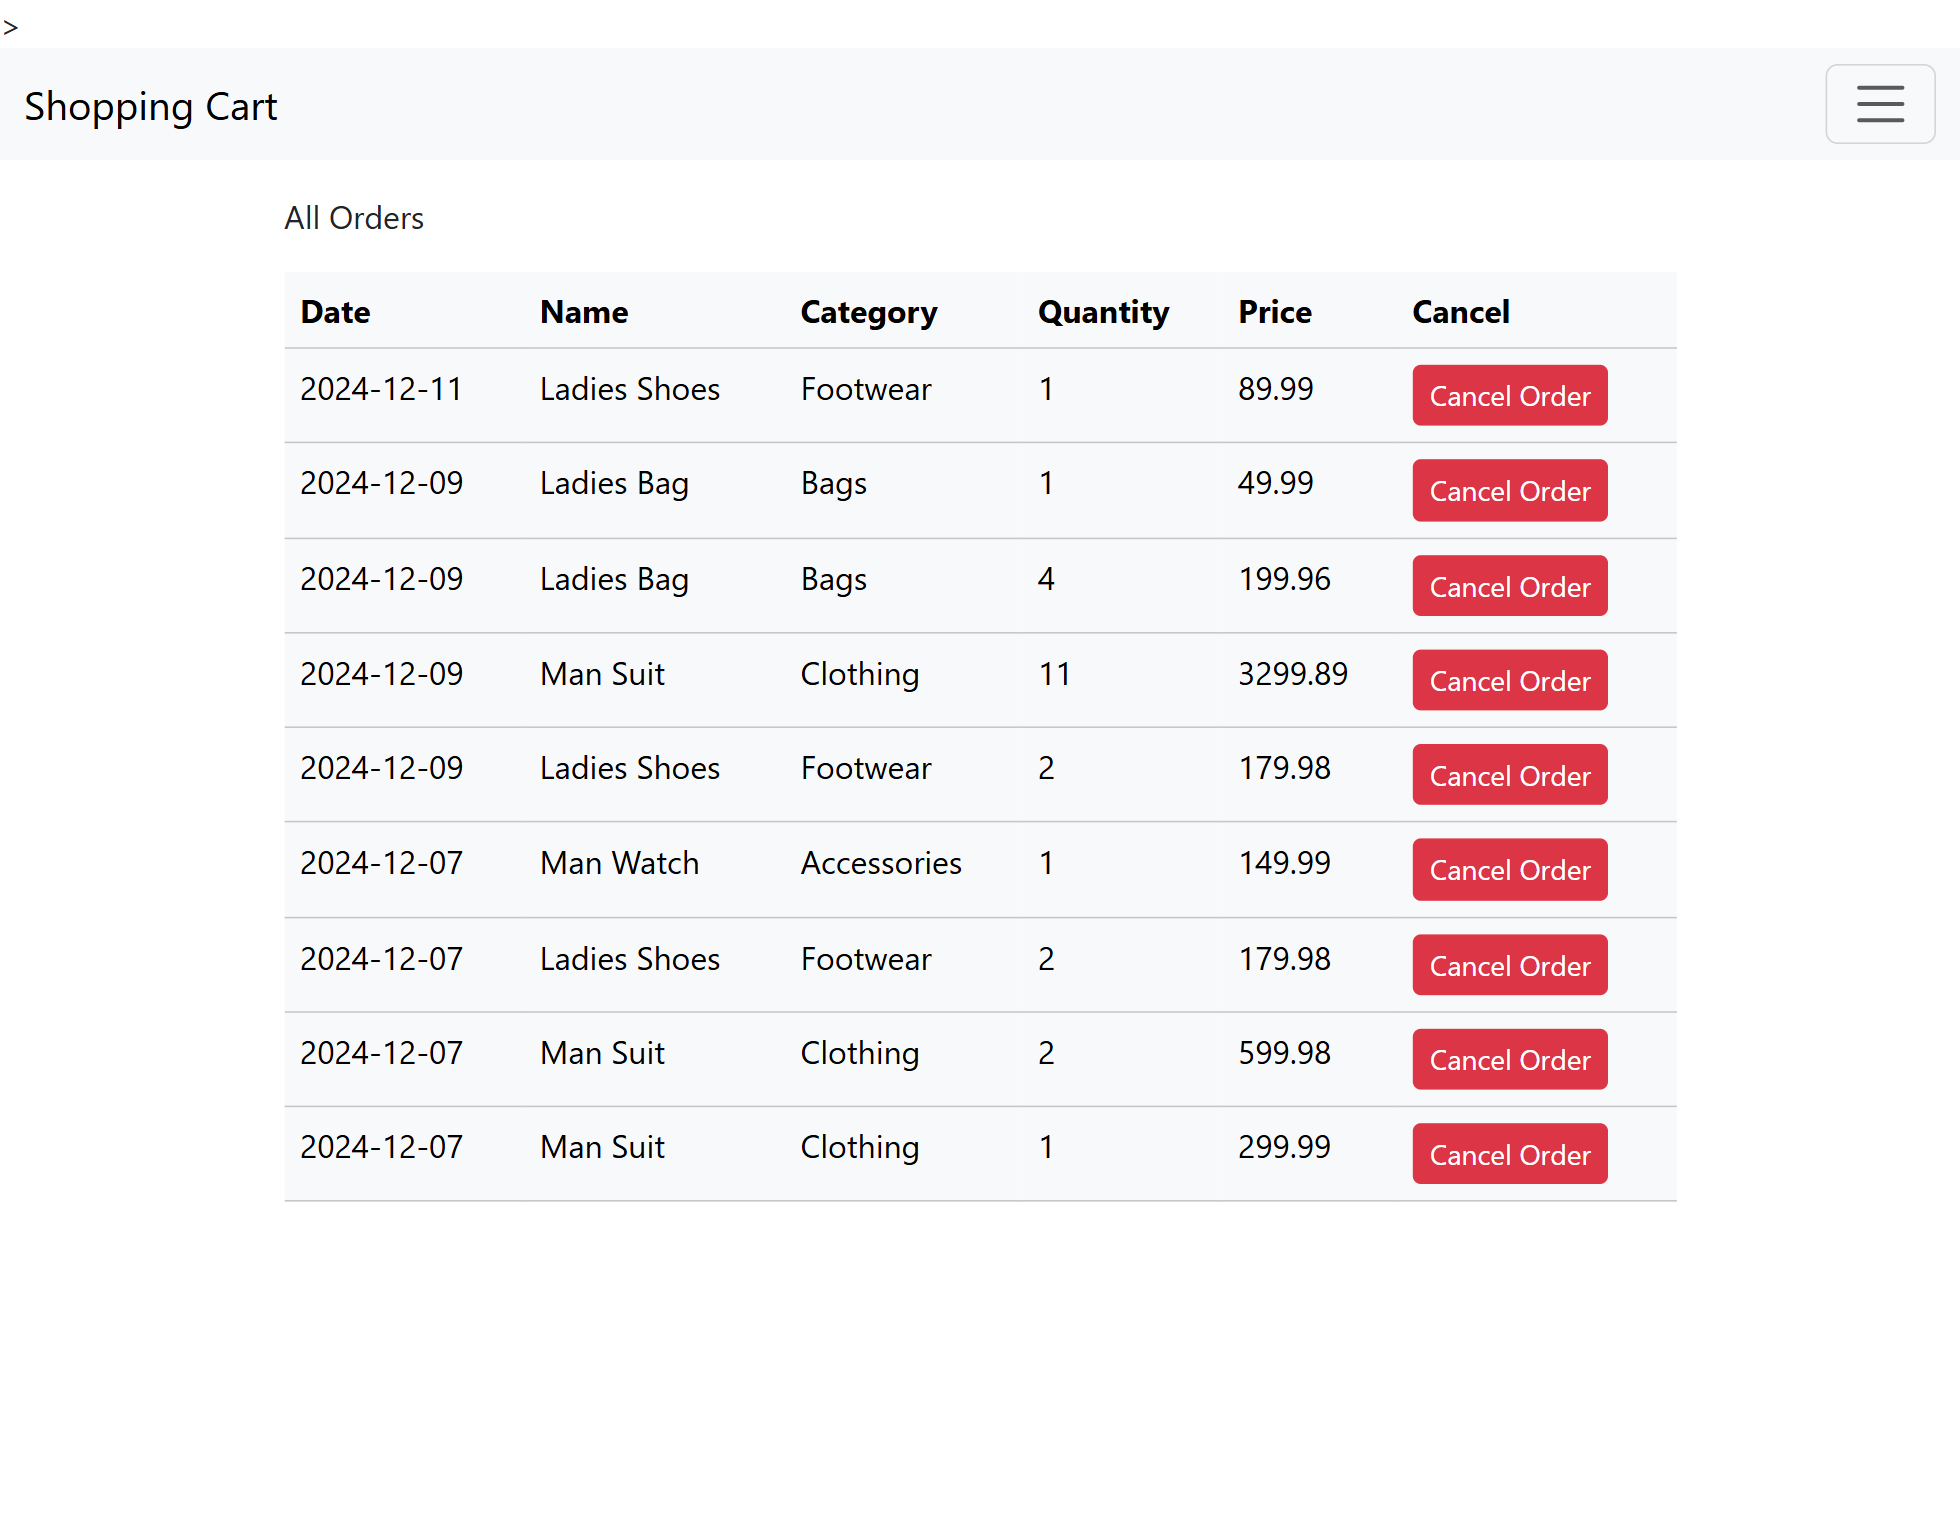 >
Shopping Cart
All Orders
Date Name Category Quantity Price Cancel
2024-12-11 Ladies Shoes Footwear 1 89.99 Cancel Order
2024-12-09 Ladies Bag Bags 1 49.99 Cancel Order
2024-12-09 Ladies Bag Bags 4 199.96 Cancel Order
2024-12-09 Man Suit Clothing 11 3299.89 Cancel Order
2024-12-09 Ladies Shoes Footwear 2 179.98 Cancel Order
2024-12-07 Man Watch Accessories 1 149.99 Cancel Order
2024-12-07 Ladies Shoes Footwear 2 179.98 Cancel Order
2024-12-07 Man Suit Clothing 2 599.98 Cancel Order
2024-12-07 Man Suit Clothing 1 299.99 Cancel Order